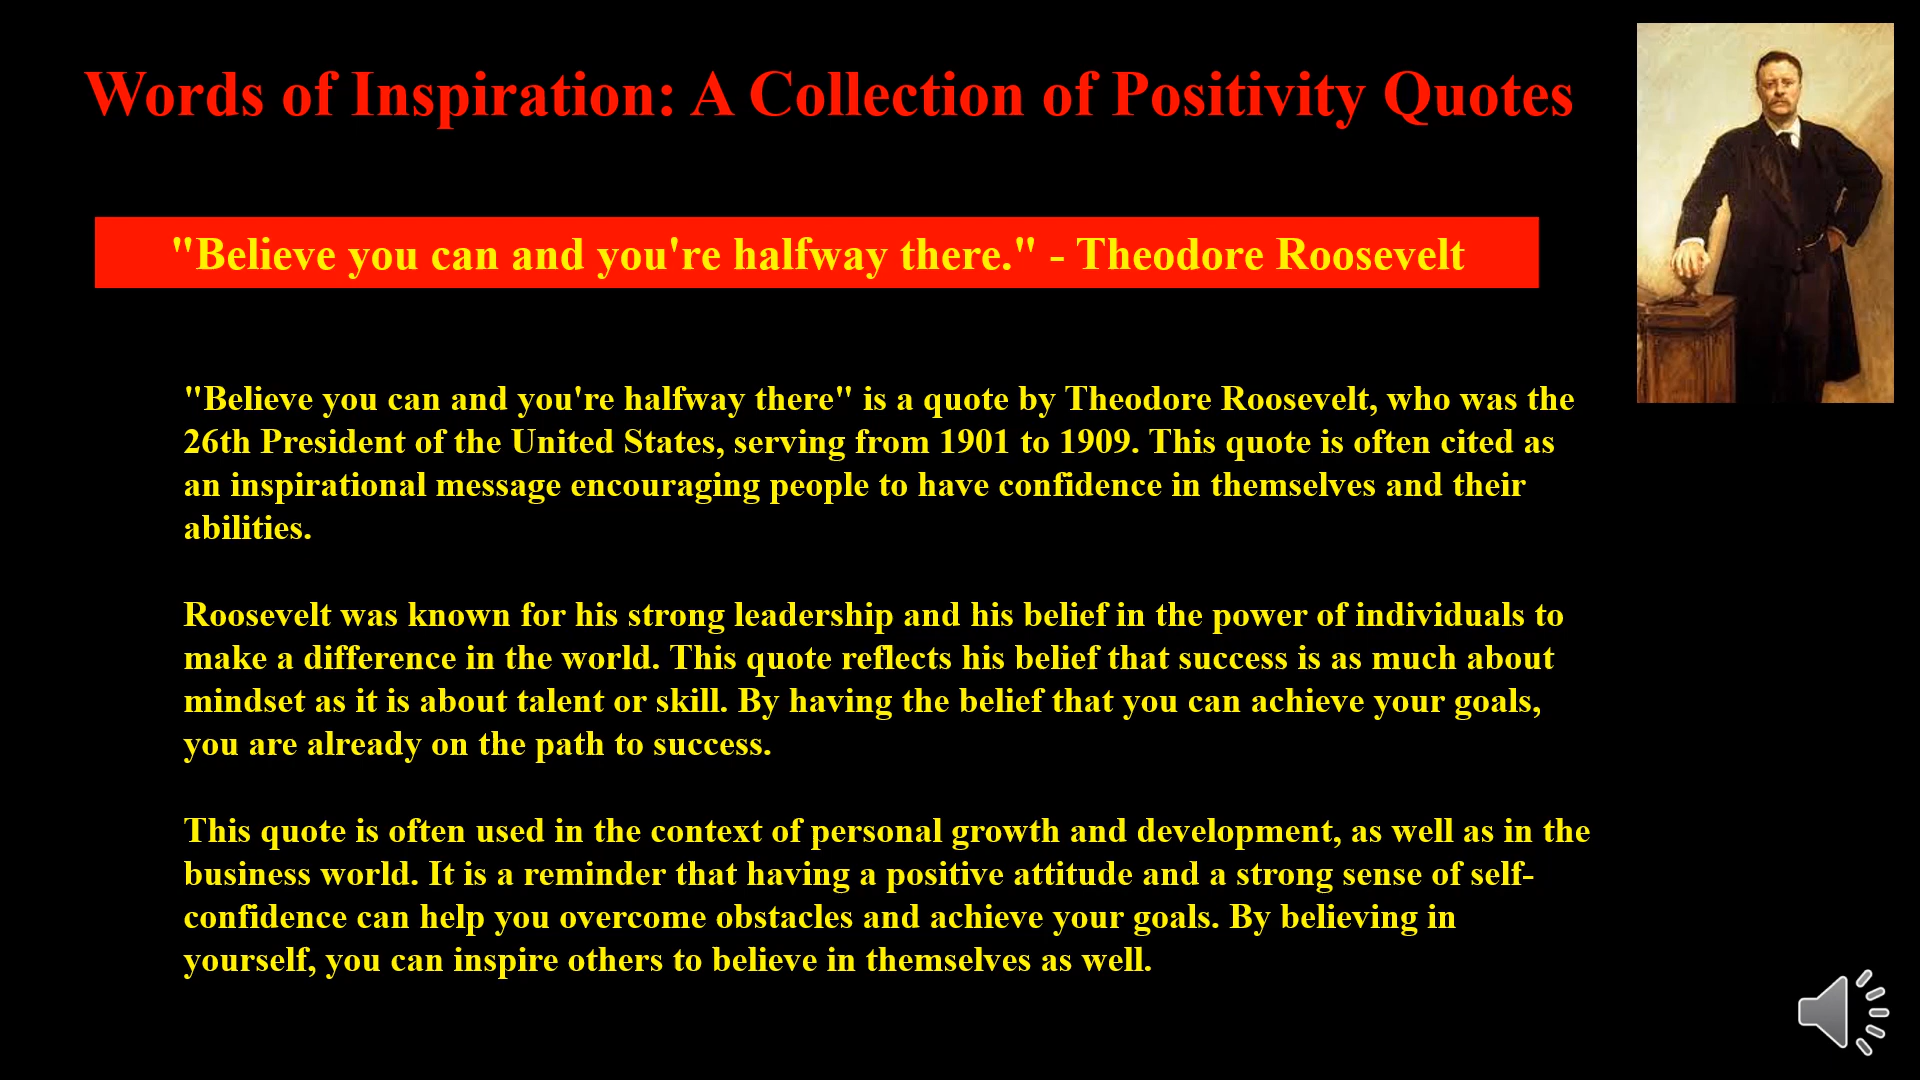 Words of Inspiration: A Collection of Positivity Quotes
"Believe you can and you're halfway there." - Theodore Roosevelt
"Believe you can and you're halfway there" is a quote by Theodore Roosevelt, who was the
26th President of the United States, serving from 1901 to 1909. This quote is often cited as
an inspirational message encouraging people to have confidence in themselves and their
abilities.
Roosevelt was known for his strong leadership and his belief in the power of individuals to
make a difference in the world. This quote reflects his belief that success is as much about
mindset as it is about talent or skill. By having the belief that you can achieve your goals,
you are already on the path to success.
This quote is often used in the context of personal growth and development, as well as in the
business world. It is a reminder that having a positive attitude and a strong sense of self-
confidence can help you overcome obstacles and achieve your goals. By believing in
yourself, you can inspire others to believe in themselves as well.